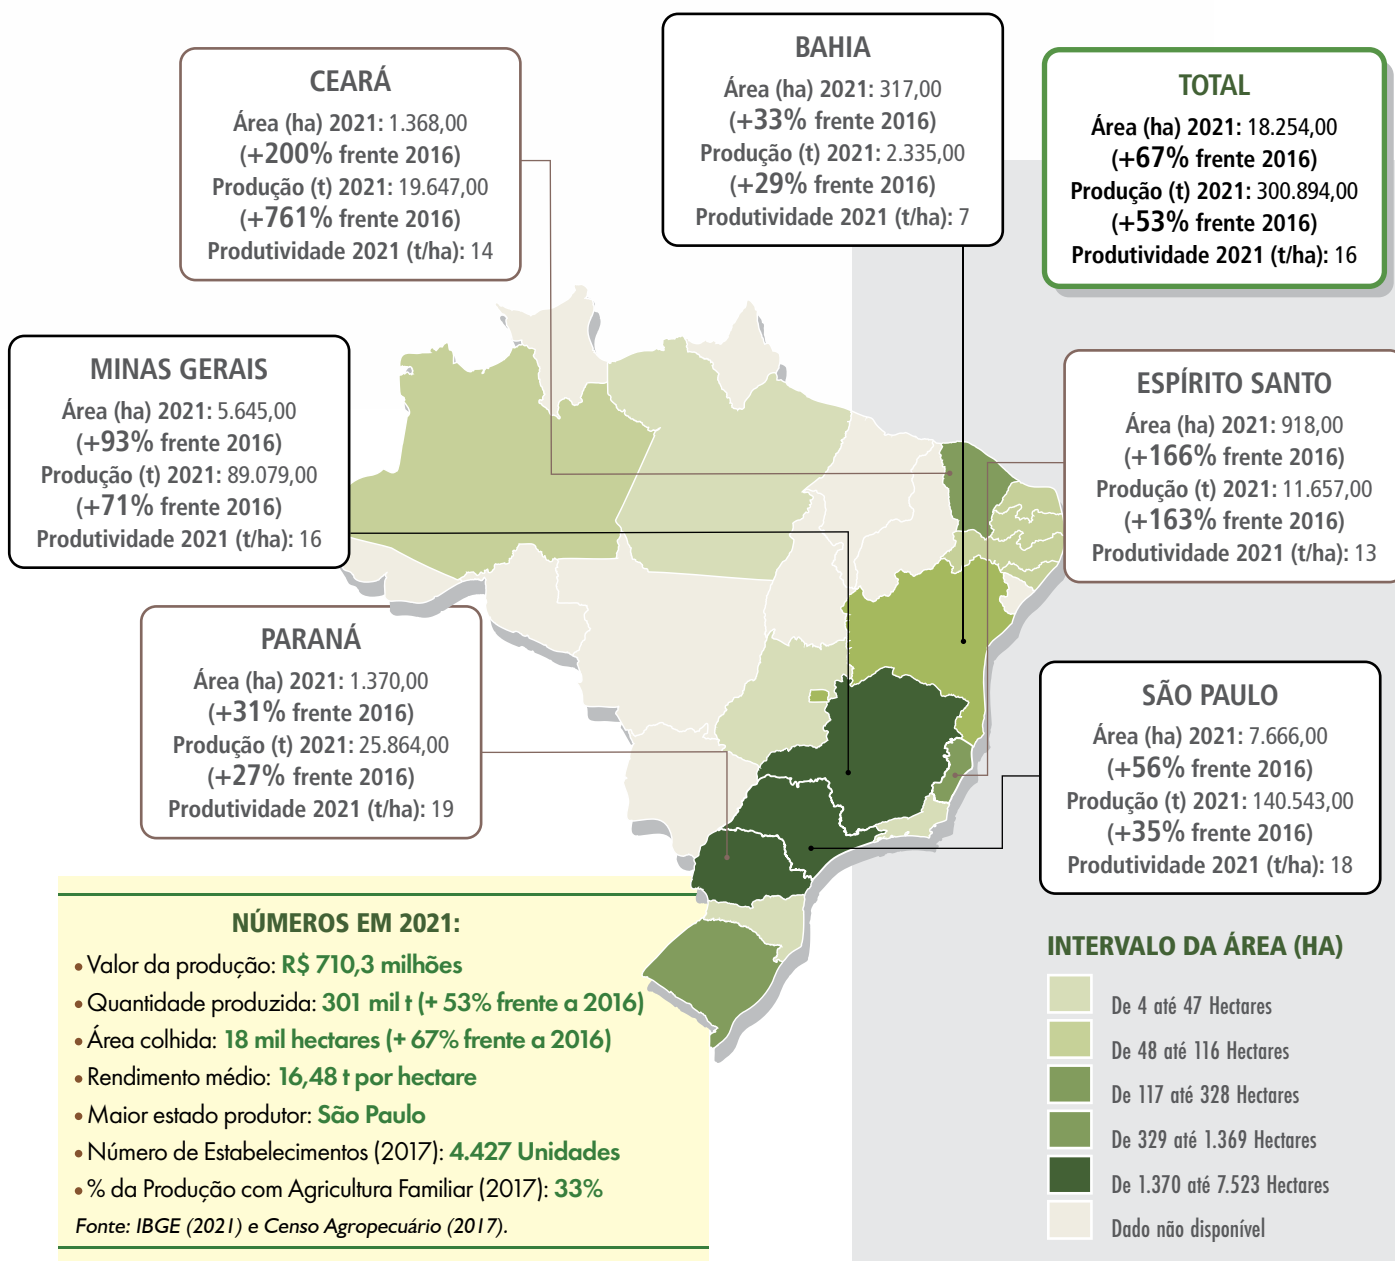 CEARÁ
Área (ha) 2021: 1.368,00
(+200% frente 2016)
Produção (t) 2021: 19.647,00
(+761% frente 2016)
Produtividade 2021 (t/ha): 14
BAHIA
Área (ha) 2021: 317,00
(+33% frente 2016)
Produção (t) 2021: 2.335,00
(+29% frente 2016)
Produtividade 2021 (t/ha): 7
TOTAL
Área (ha) 2021: 18.254,00
(+67% frente 2016)
Produção (t) 2021: 300.894,00
(+53% frente 2016)
Produtividade 2021 (t/ha): 16
MINAS GERAIS
Área (ha) 2021: 5.645,00
(+93% frente 2016)
Produção (t) 2021: 89.079,00
(+71% frente 2016)
Produtividade 2021 (t/ha): 16
ESPÍRITO SANTO
Área (ha) 2021: 918,00
(+166% frente 2016)
Produção (t) 2021: 11.657,00
(+163% frente 2016)
Produtividade 2021 (t/ha): 13
PARANÁ
Área (ha) 2021: 1.370,00
(+31% frente 2016)
Produção (t) 2021: 25.864,00
(+27% frente 2016)
Produtividade 2021 (t/ha): 19
SÃO PAULO
Área (ha) 2021: 7.666,00
(+56% frente 2016)
Produção (t) 2021: 140.543,00
(+35% frente 2016)
Produtividade 2021 (t/ha): 18
NÚMEROS EM 2021:
• Valor da produção: R$ 710,3 milhões
• Quantidade produzida: 301 mil t (+ 53% frente a 2016)
• Área colhida: 18 mil hectares (+ 67% frente a 2016)
• Rendimento médio: 16,48 t por hectare
• Maior estado produtor: São Paulo
• Número de Estabelecimentos (2017): 4.427 Unidades
• % da Produção com Agricultura Familiar (2017): 33%
Fonte: IBGE (2021) e Censo Agropecuário (2017).
INTERVALO DA ÁREA (HA)
De 4 até 47 Hectares
De 48 até 116 Hectares
De 117 até 328 Hectares
De 329 até 1.369 Hectares
De 1.370 até 7.523 Hectares
Dado não disponível